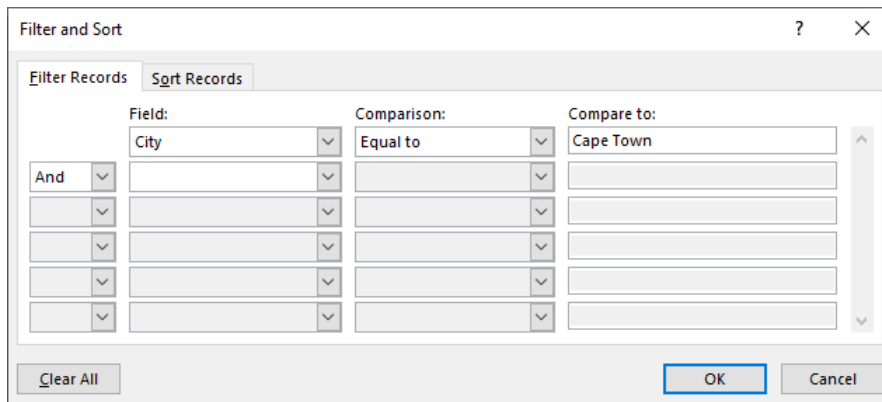 Filter and Sort ? ×
Filter Records Sort Records
Field: Comparison: Compare to:
City Equal to Cape Town
And
Clear All OK Cancel